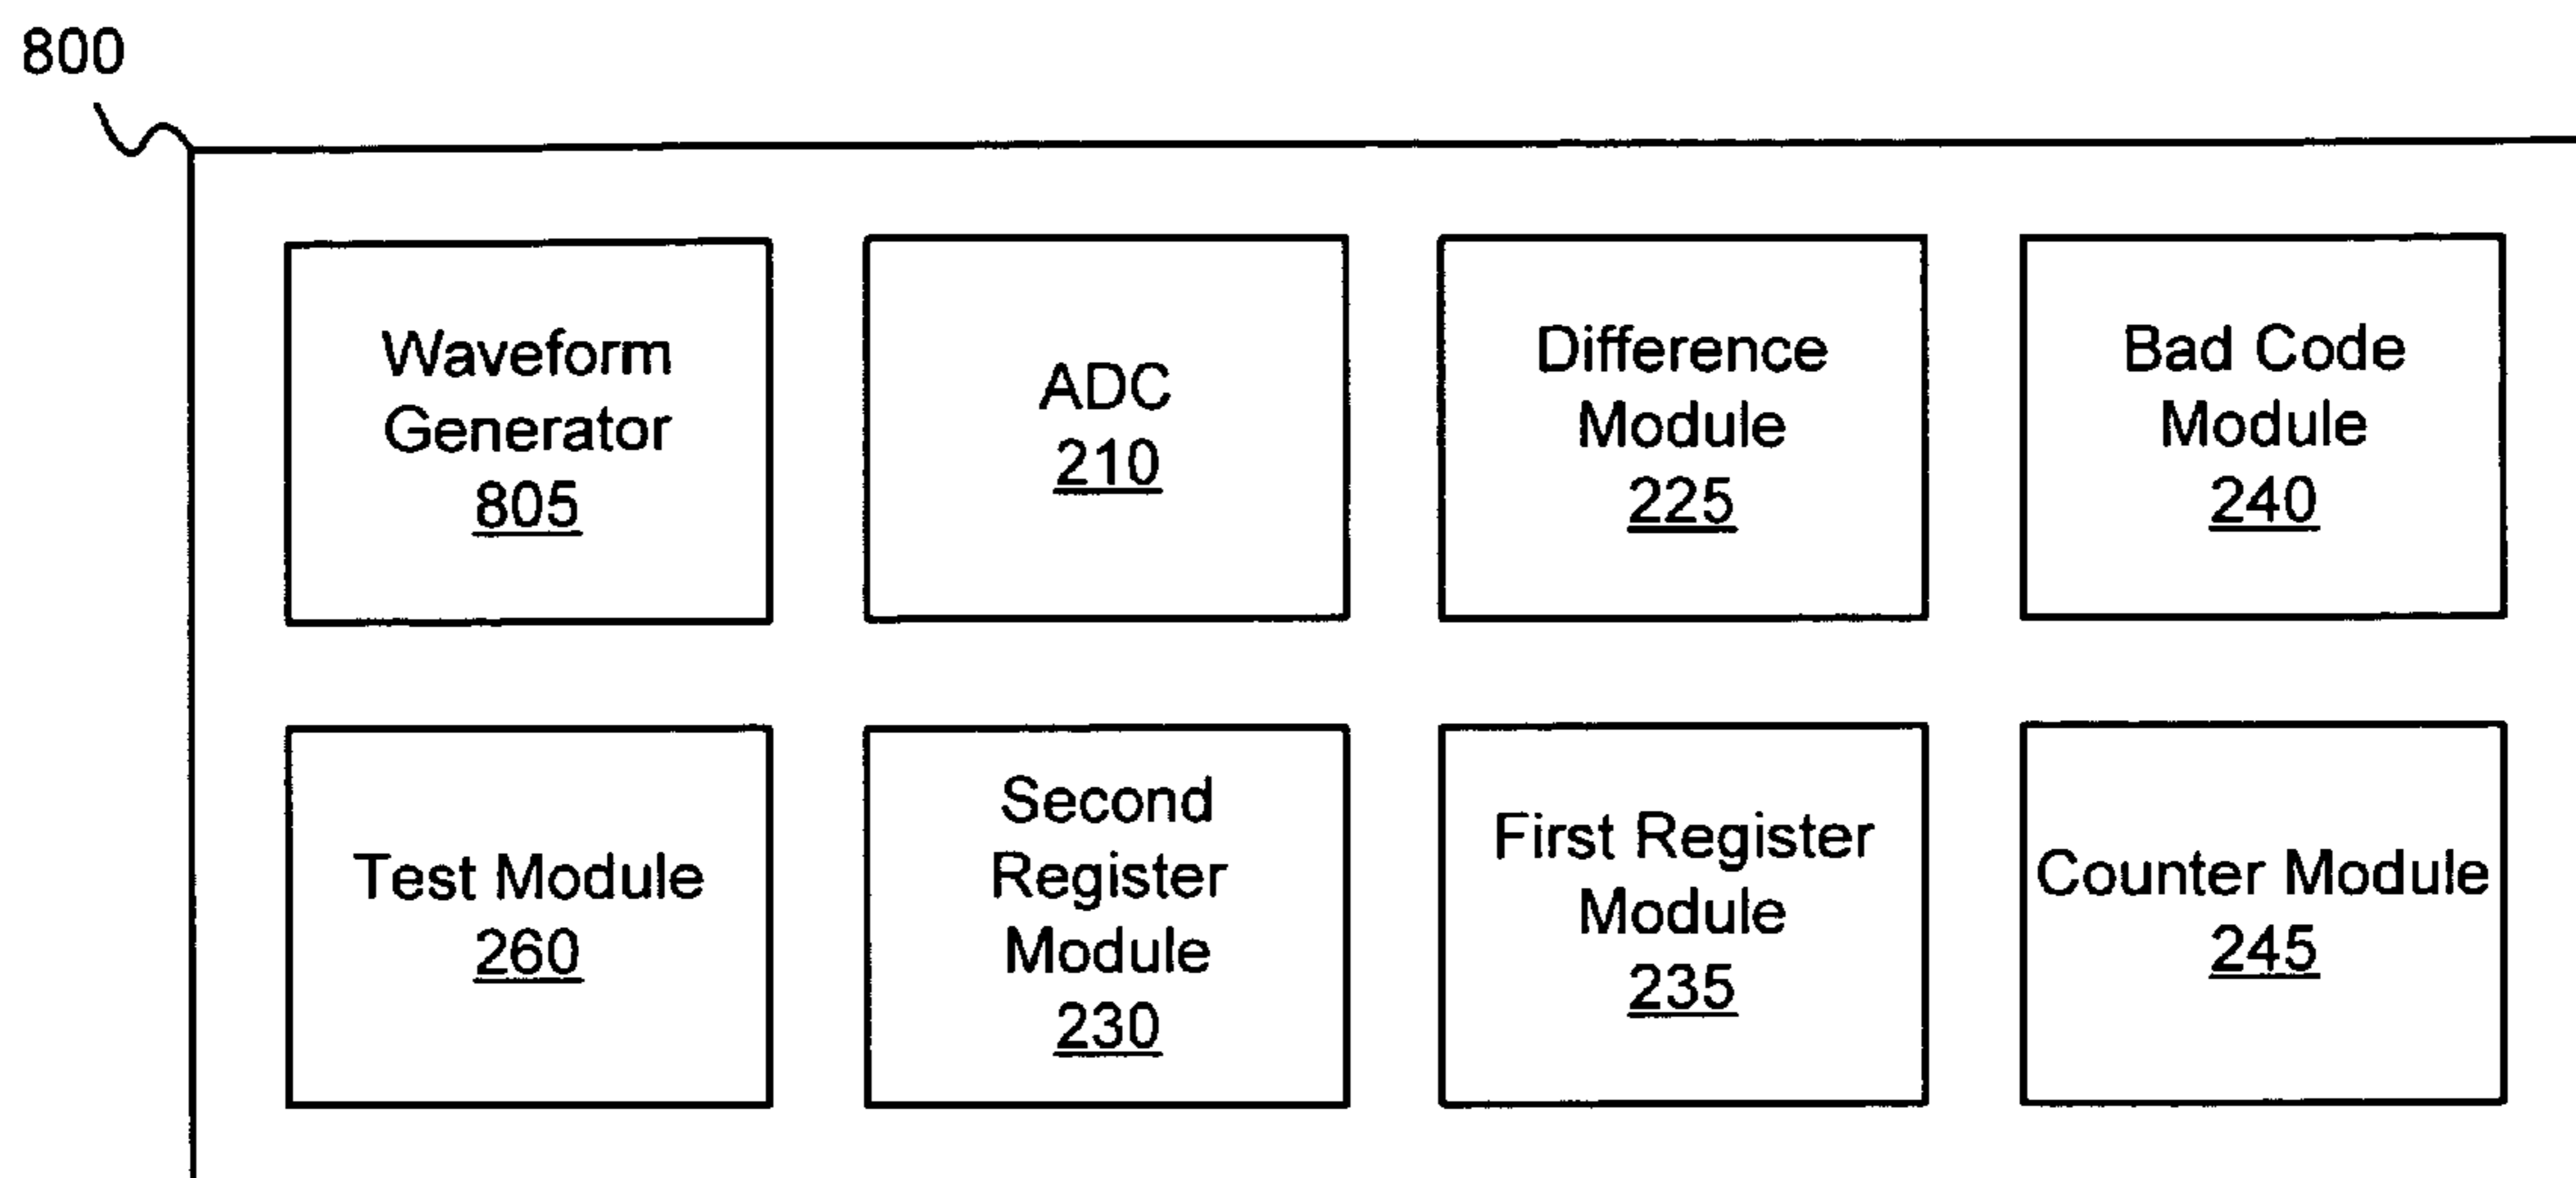 800
Waveform
Generator
805
ADC
210
Difference
Module
225
Bad Code
Module
240
Test Module
260
Second
Register
Module
230
First Register
Module
235
Counter Module
245